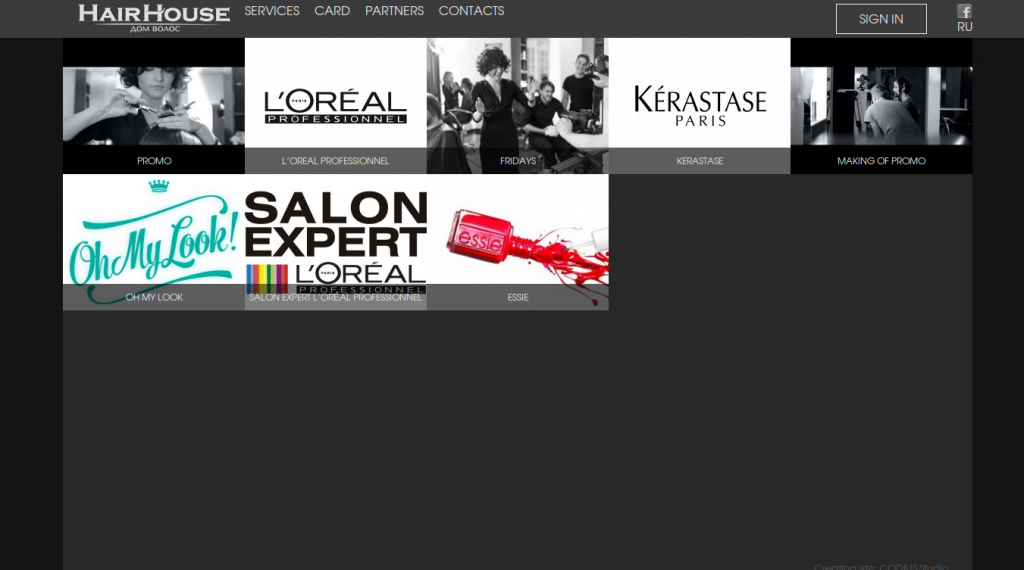 HAIRHOUSE
ДОМ ВОЛОС
SERVICES CARD PARTNERS CONTACTS
SIGN IN
f
RU
L'ORÉAL
PARIS
PROFESSIONNEL
KÉRASTASE
PARIS
PROMO
L'OREAL PROFESSIONNEL
FRIDAYS
KERASTASE
MAKING OF PROMO
Oh My Look!
SALON
EXPERT
L'ORÉAL
PARIS
PROFESSIONNEL
essie
OH MY LOOK
SALON EXPERT L'ORÉAL PROFESSIONNEL
ESSIE
Creating site: CODIUS Studio